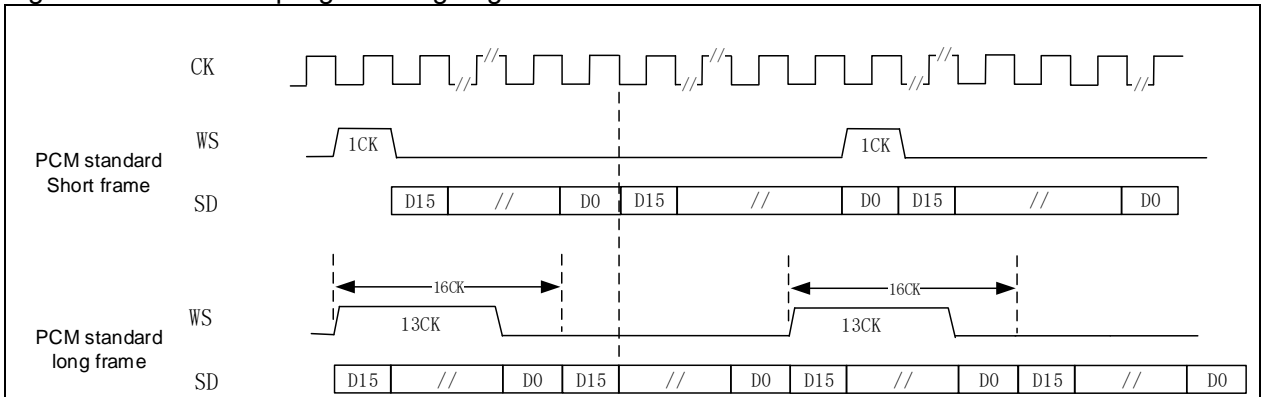 CK
WS 1CK 1CK
PCM standard
Short frame
SD D15 // D0 D15 // D0 D15 // D0
16CK 16CK
WS 13CK 13CK
PCM standard
long frame
SD D15 // D0 D15 // D0 D15 // D0 D15 // D0